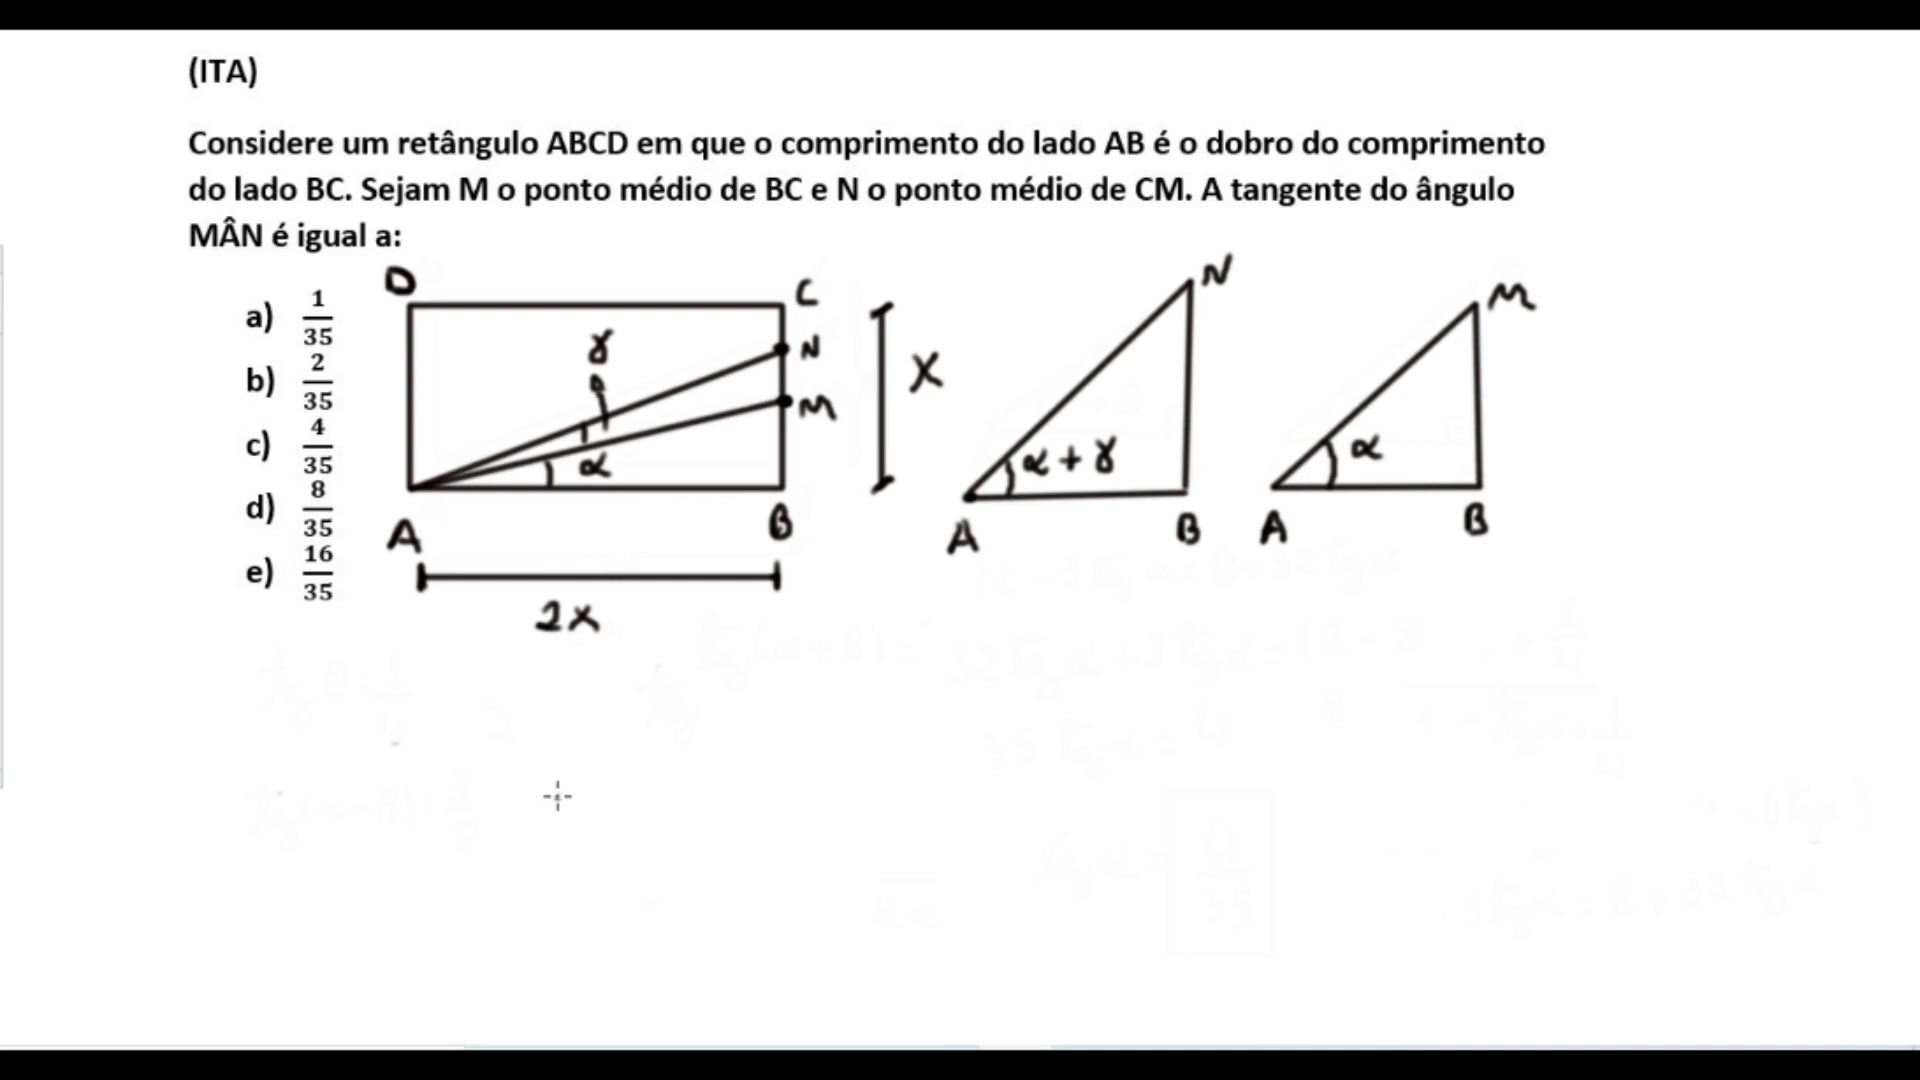 (ITA)
Considere um retângulo ABCD em que o comprimento do lado AB é o dobro do comprimento
do lado BC. Sejam M o ponto médio de BC e N o ponto médio de CM. A tangente do ângulo
MÂN é igual a:
a) 1/35
b) 2/35
c) 4/35
d) 8/35
e) 16/35
D C
N
M
γ
α
A B
2x
x
N
α + γ
A B
M
α
A B